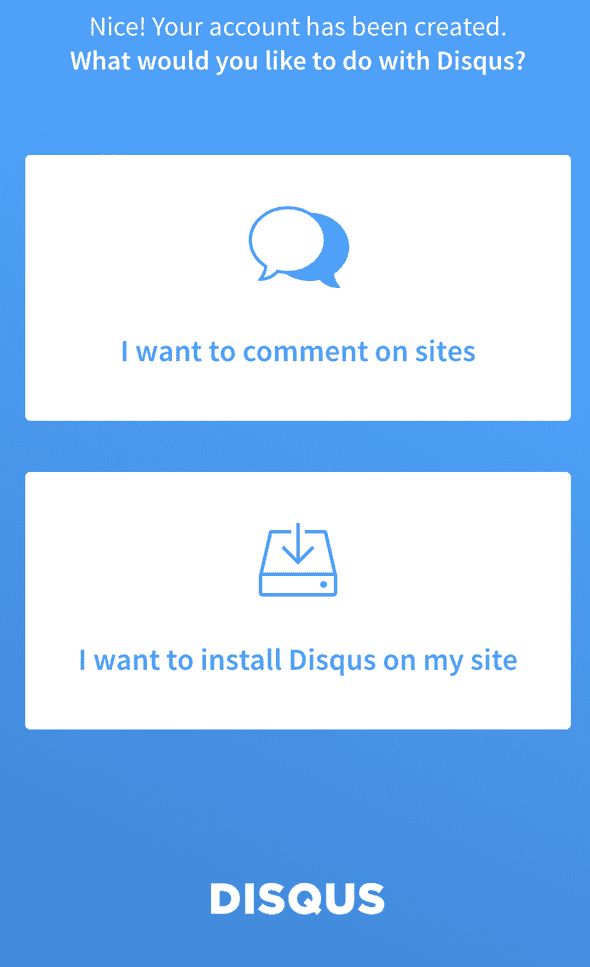 Nice! Your account has been created.
What would you like to do with Disqus?
I want to comment on sites
I want to install Disqus on my site
DISQUS